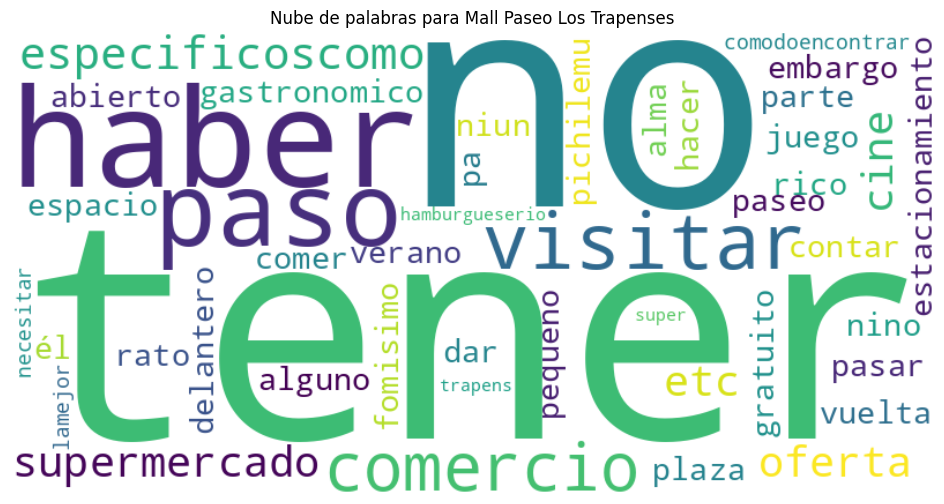 Nube de palabras para Mall Paseo Los Trapenses
especificoscomo
no
comodoencontrar
embargo
abierto
gastronomico
haber
niun
pa
pichilemu
alma
hacer
parte
juego
cine
estacionamiento
rico
espacio
paso
hamburgueserio
paseo
visitar
contar
comer
verano
tener
necesitar
él
lamejor
rato
delantero
alguno
fomisimo
dar
trapens
pequeno
super
etc
gratuito
nino
pasar
vuelta
supermercado
comercio
plaza
oferta